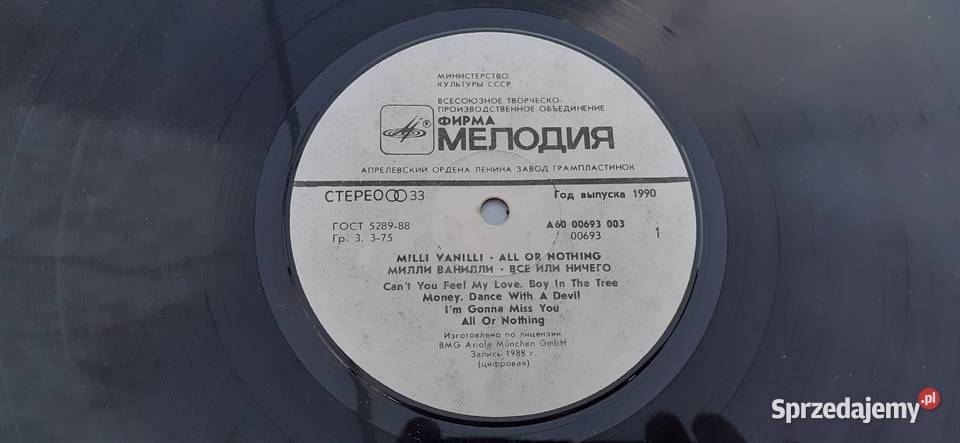 МИНИСТЕРСТВО
КУЛЬТУРЫ СССР
ВСЕСОЮЗНОЕ ТВОРЧЕСКО-
ПРОИЗВОДСТВЕННОЕ ОБЪЕДИНЕНИЕ
ФИРМА
® МЕЛОДИЯ
АПРЕЛЕВСКИЙ ОРДЕНА ЛЕНИНА ЗАВОД ГРАМПЛАСТИНОК
СТЕРЕО 33 Год выпуска 1990
ГОСТ 5289-88 А60 00693 003
Гр. 3. 3-75 00693 1
MILLI VANILLI · ALL OR NOTHING
МИЛЛИ ВАНИЛЛИ · ВСЕ ИЛИ НИЧЕГО
Can't You Feel My Love. Boy In The Tree
Money. Dance With A Devil
I'm Gonna Miss You
All Or Nothing
Изготовлено по лицензии
BMG Ariola München GmbH
Запись 1988 г.
(цифровая)
Sprzedajemy.pl